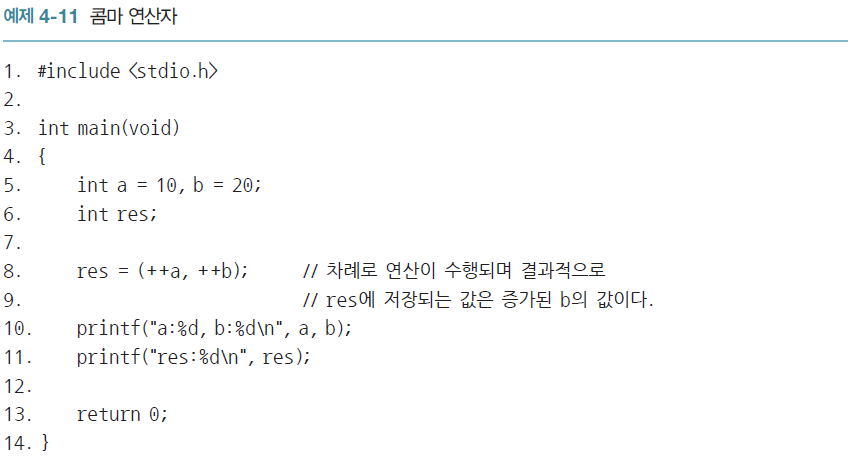 예제 4-11 콤마 연산자
1. #include <stdio.h>
2.
3. int main(void)
4. {
5. int a = 10, b = 20;
6. int res;
7.
8. res = (++a, ++b); // 차례로 연산이 수행되며 결과적으로
9. // res에 저장되는 값은 증가된 b의 값이다.
10. printf("a:%d, b:%d\n", a, b);
11. printf("res:%d\n", res);
12.
13. return 0;
14. }